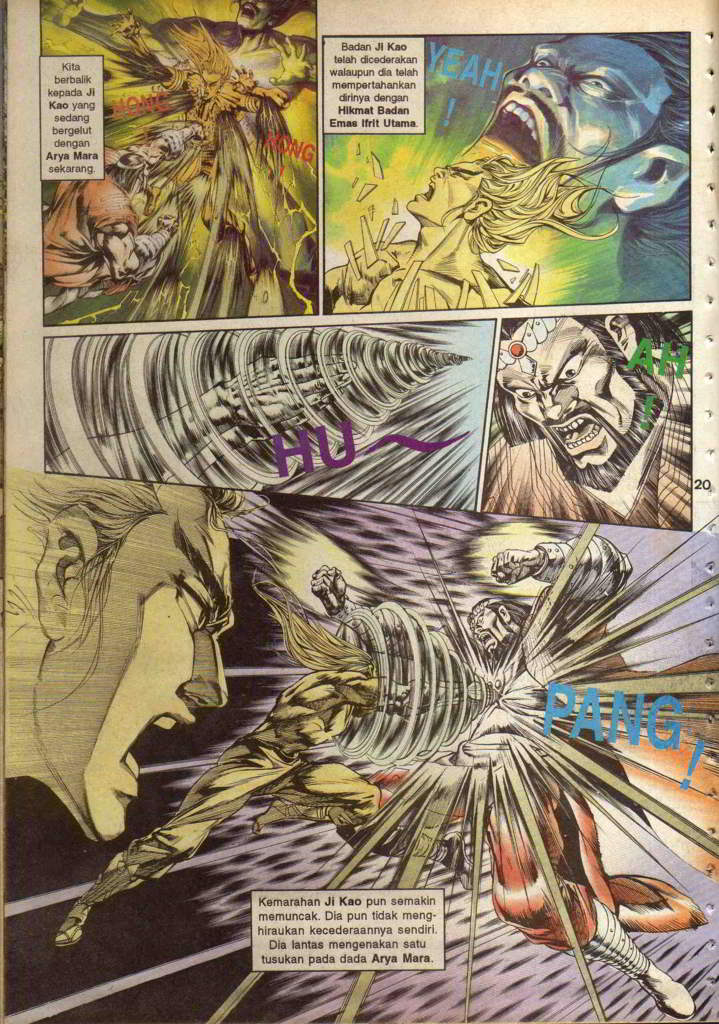 Kita
berbalik
kepada Ji
Kao yang
sedang
bergelut
dengan
Arya Mara
sekarang.
HONG
HONG
!
Badan Ji Kao
telah dicederakan
walaupun dia telah
mempertahankan
dirinya dengan
Hikmat Badan
Emas Ifrit Utama.
YEAH
!
HU~
AH
!
20
PANG!
Kemarahan Ji Kao pun semakin
memuncak. Dia pun tidak meng-
hiraukan kecederaannya sendiri.
Dia lantas mengenakan satu
tusukan pada dada Arya Mara.